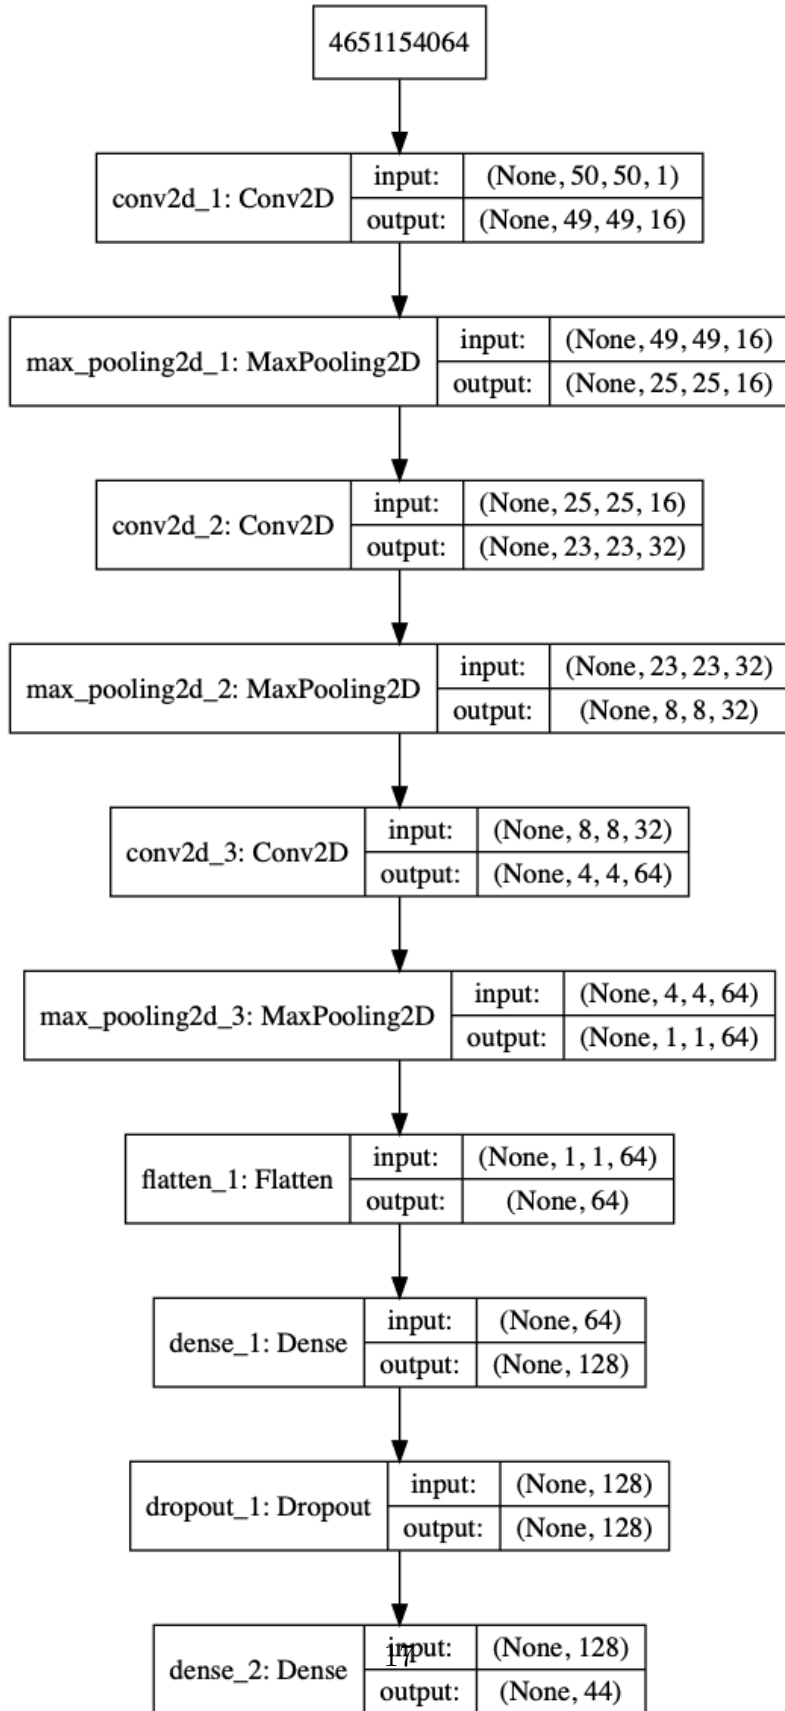 4651154064
conv2d_1: Conv2D
input: (None, 50, 50, 1)
output: (None, 49, 49, 16)
max_pooling2d_1: MaxPooling2D
input: (None, 49, 49, 16)
output: (None, 25, 25, 16)
conv2d_2: Conv2D
input: (None, 25, 25, 16)
output: (None, 23, 23, 32)
max_pooling2d_2: MaxPooling2D
input: (None, 23, 23, 32)
output: (None, 8, 8, 32)
conv2d_3: Conv2D
input: (None, 8, 8, 32)
output: (None, 4, 4, 64)
max_pooling2d_3: MaxPooling2D
input: (None, 4, 4, 64)
output: (None, 1, 1, 64)
flatten_1: Flatten
input: (None, 1, 1, 64)
output: (None, 64)
dense_1: Dense
input: (None, 64)
output: (None, 128)
dropout_1: Dropout
input: (None, 128)
output: (None, 128)
dense_2: Dense
input: (None, 128)
17
output: (None, 44)